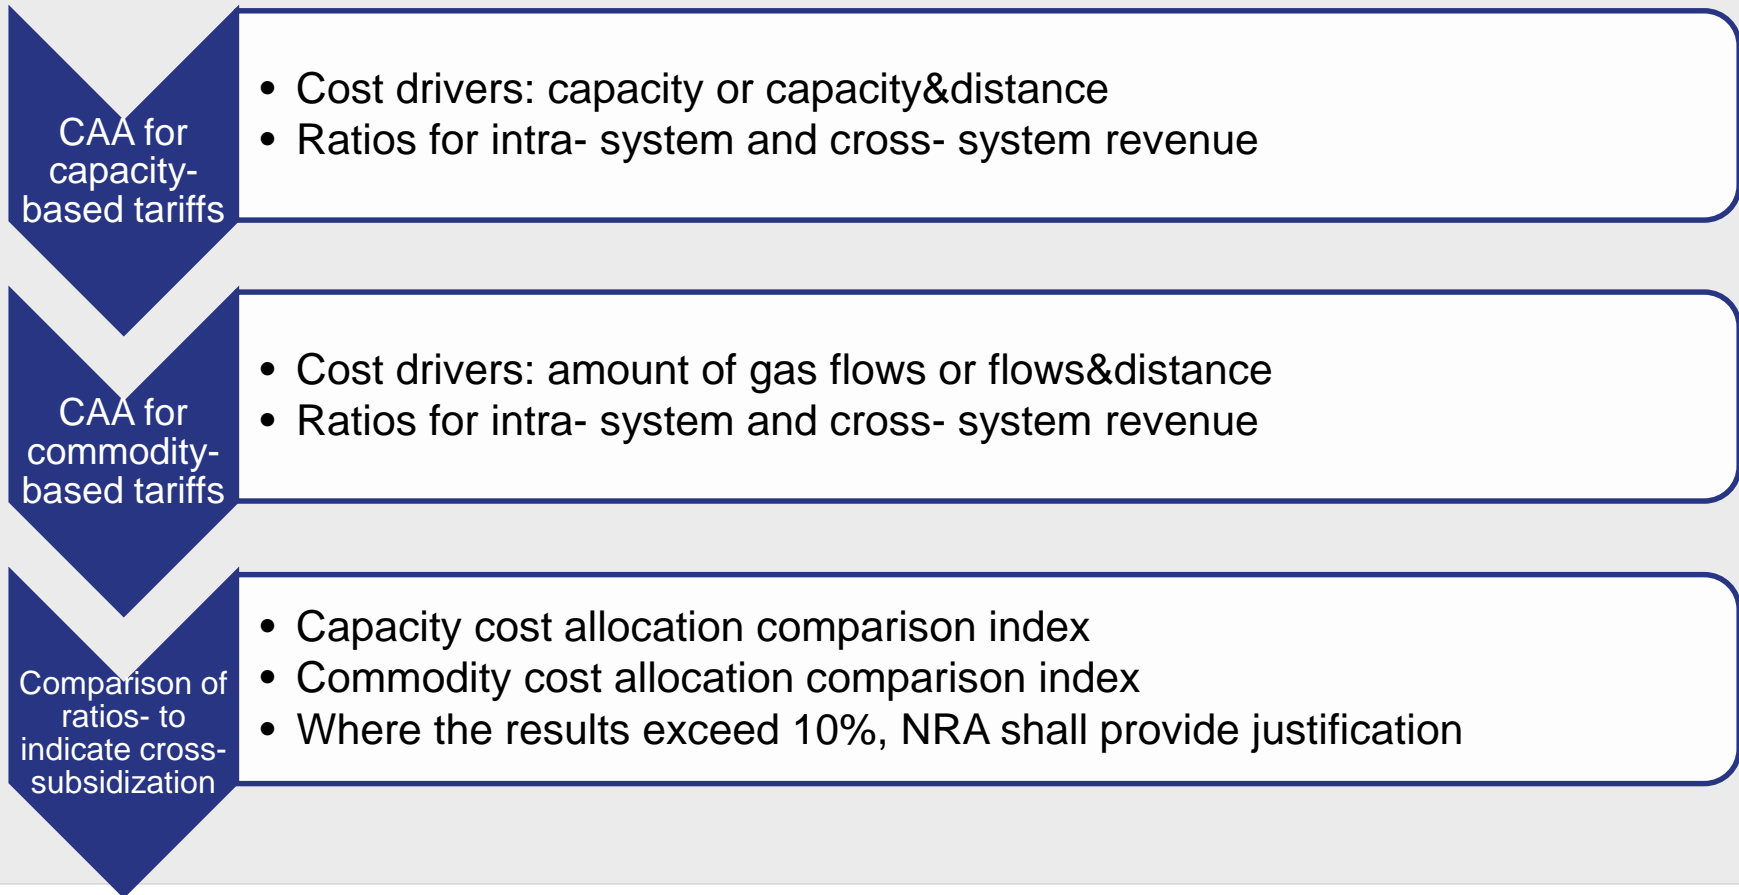 CAA for
capacity-
based tariffs
• Cost drivers: capacity or capacity&distance
• Ratios for intra- system and cross- system revenue
CAA for
commodity-
based tariffs
• Cost drivers: amount of gas flows or flows&distance
• Ratios for intra- system and cross- system revenue
Comparison of
ratios- to
indicate cross-
subsidization
• Capacity cost allocation comparison index
• Commodity cost allocation comparison index
• Where the results exceed 10%, NRA shall provide justification